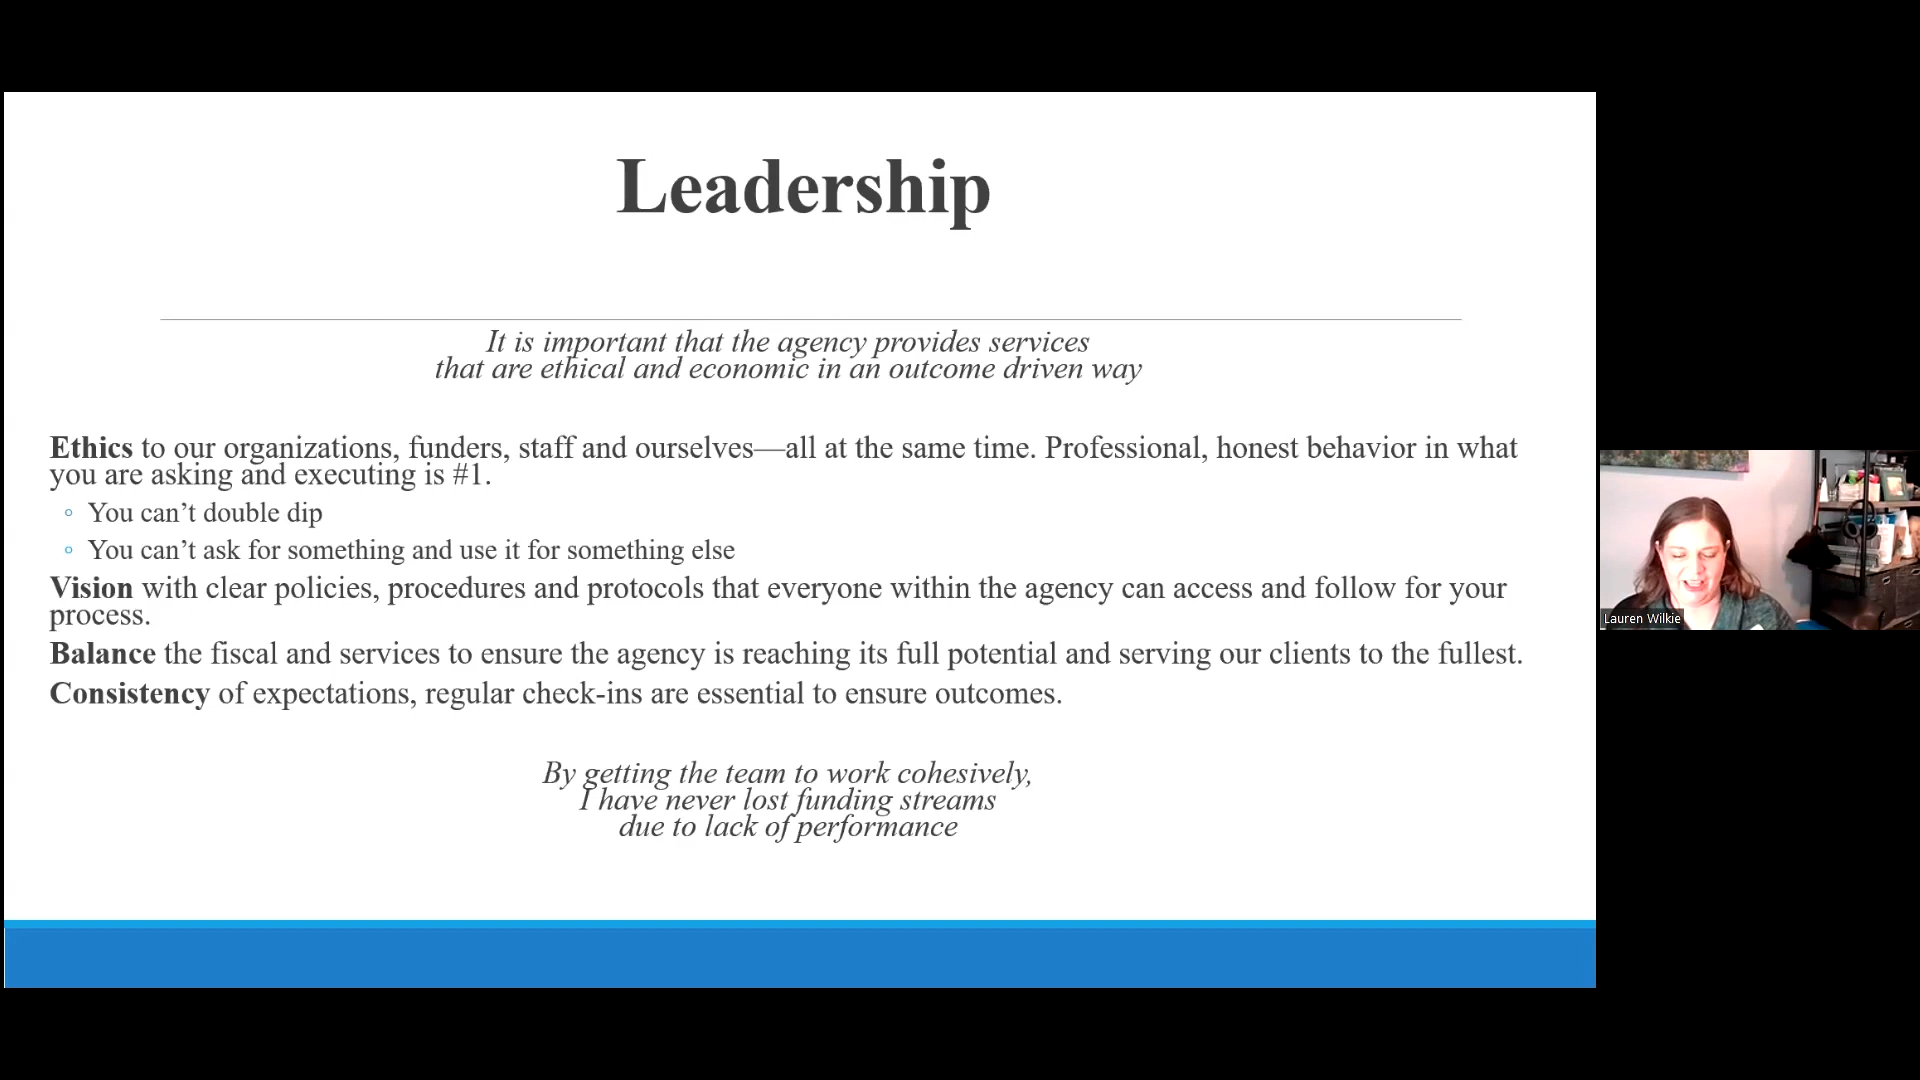 Leadership
It is important that the agency provides services
that are ethical and economic in an outcome driven way
Ethics to our organizations, funders, staff and ourselves—all at the same time. Professional, honest behavior in what
you are asking and executing is #1.
◦ You can’t double dip
◦ You can’t ask for something and use it for something else
Vision with clear policies, procedures and protocols that everyone within the agency can access and follow for your
process.
Balance the fiscal and services to ensure the agency is reaching its full potential and serving our clients to the fullest.
Consistency of expectations, regular check-ins are essential to ensure outcomes.
By getting the team to work cohesively,
I have never lost funding streams
due to lack of performance
Lauren Wilkie